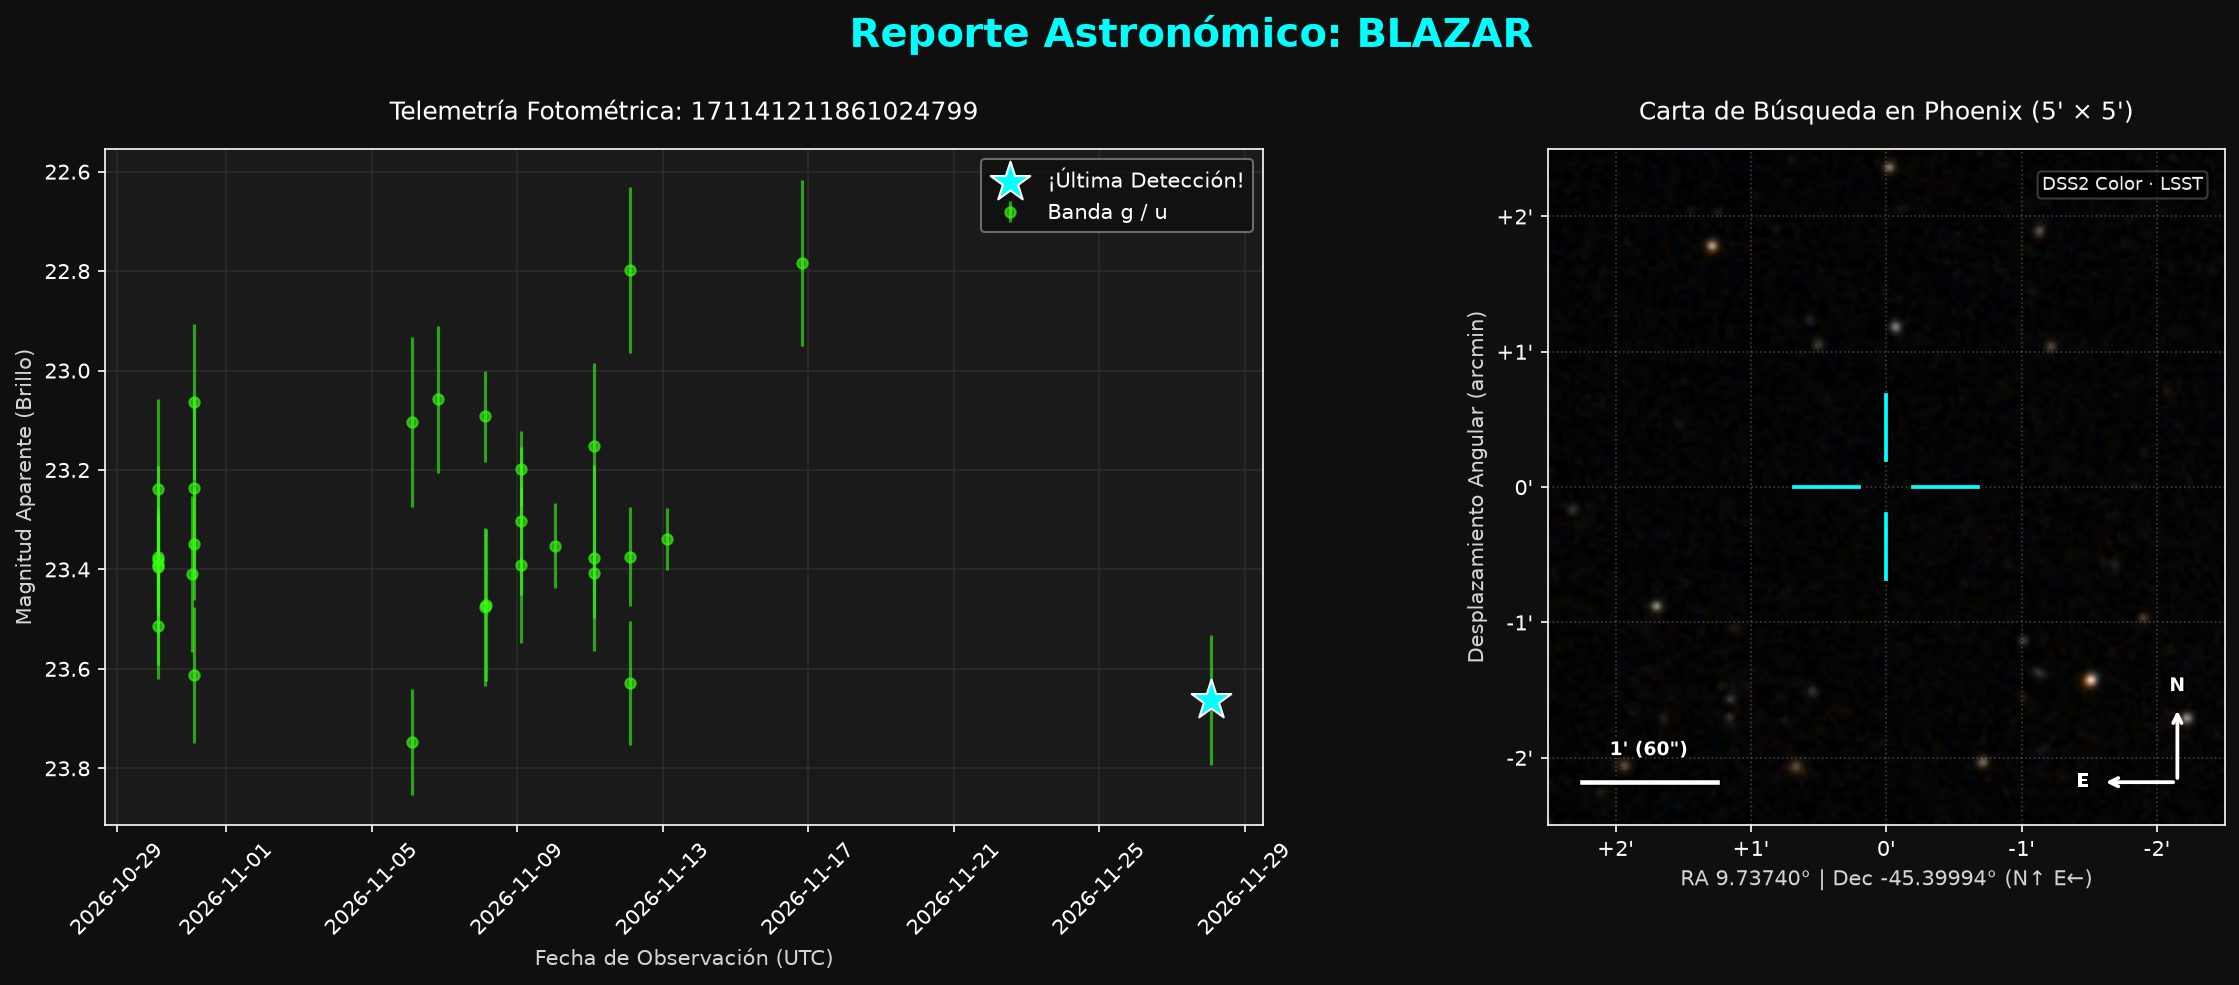 Reporte Astronómico: BLAZAR
Telemetría Fotométrica: 171141211861024799
Magnitud Aparente (Brillo)
22.6
22.8
23.0
23.2
23.4
23.6
23.8
¡Última Detección!
Banda g / u
2026-10-29
2026-11-01
2026-11-05
2026-11-09
2026-11-13
2026-11-17
2026-11-21
2026-11-25
2026-11-29
Fecha de Observación (UTC)
Carta de Búsqueda en Phoenix (5' × 5')
Desplazamiento Angular (arcmin)
+2'
+1'
0'
-1'
-2'
DSS2 Color · LSST
N
E
1' (60")
+2'
+1'
0'
-1'
-2'
RA 9.73740° | Dec -45.39994° (N↑ E←)